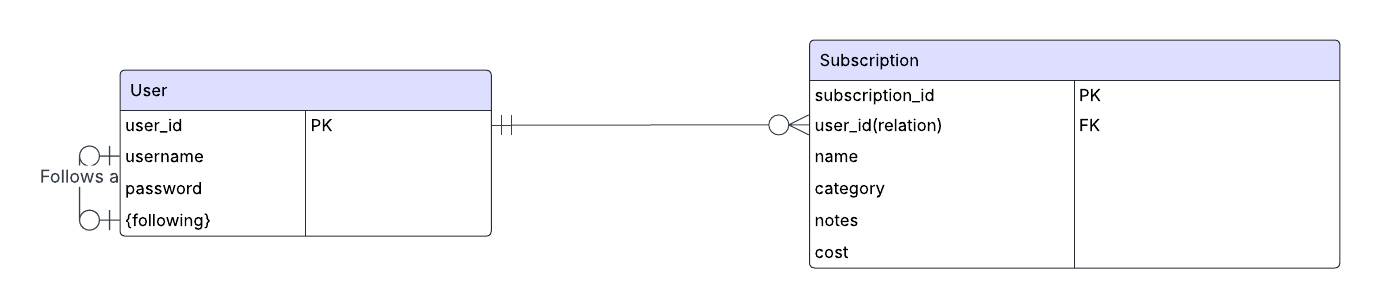 User
user_id PK
username
Follows a
password
{following}
Subscription
subscription_id PK
user_id(relation) FK
name
category
notes
cost